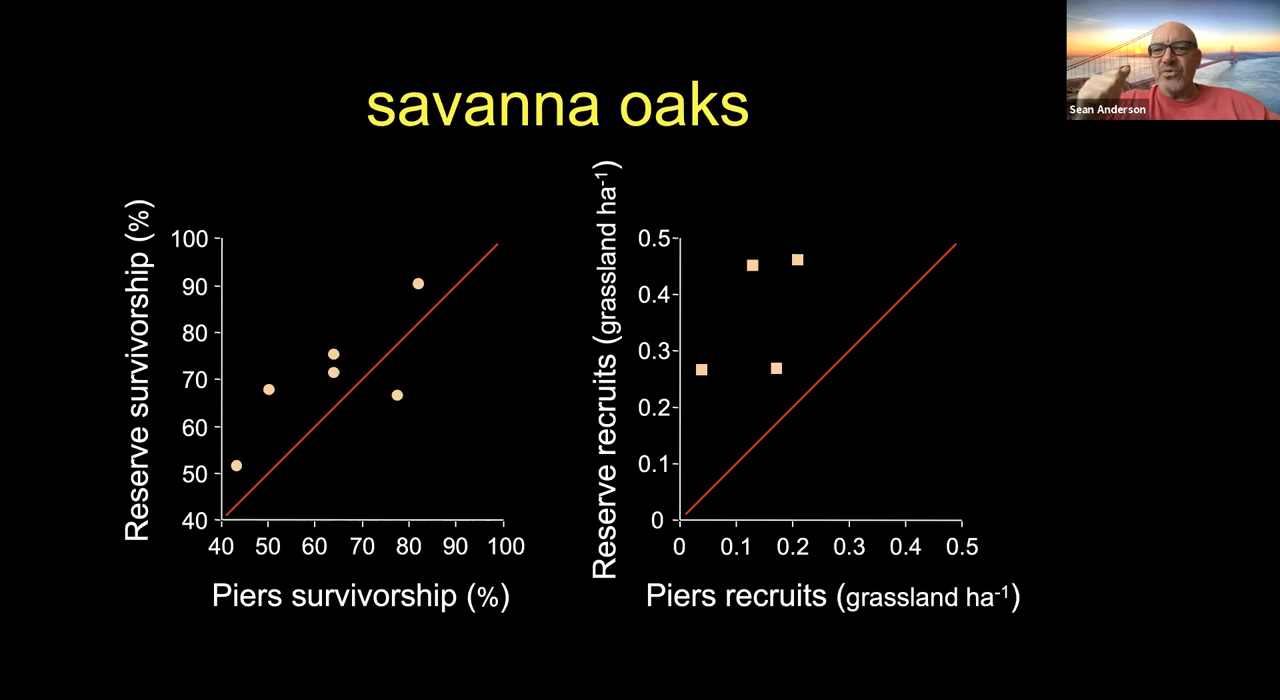 Sean Anderson
savanna oaks
Reserve survivorship (%)
100
90
80
70
60
50
40
40 50 60 70 80 90 100
Piers survivorship (%)
Reserve recruits (grassland ha⁻¹)
0.5
0.4
0.3
0.2
0.1
0
0 0.1 0.2 0.3 0.4 0.5
Piers recruits (grassland ha⁻¹)